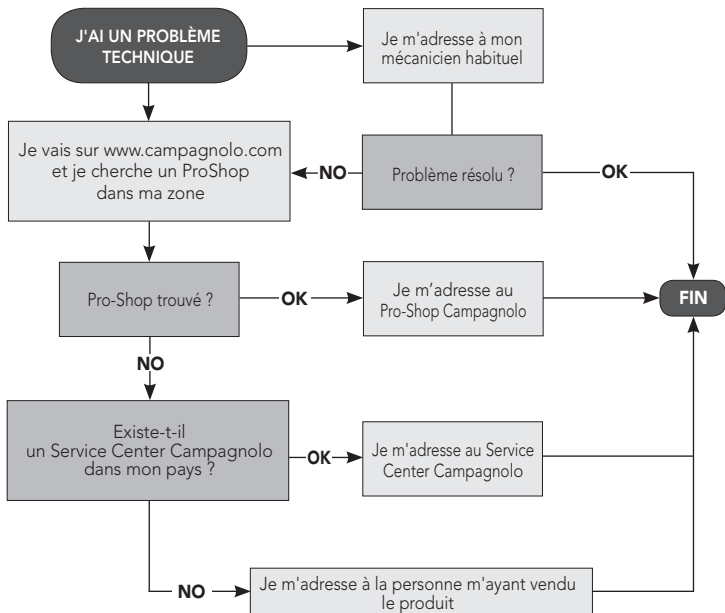 J'AI UN PROBLÈME
TECHNIQUE
Je m'adresse à mon
mécanicien habituel
Je vais sur www.campagnolo.com
et je cherche un ProShop
dans ma zone
NO
Problème résolu ?
OK
Pro-Shop trouvé ?
OK
Je m’adresse au
Pro-Shop Campagnolo
FIN
NO
Existe-t-il
un Service Center Campagnolo
dans mon pays ?
OK
Je m'adresse au Service
Center Campagnolo
NO
Je m'adresse à la personne m'ayant vendu
le produit